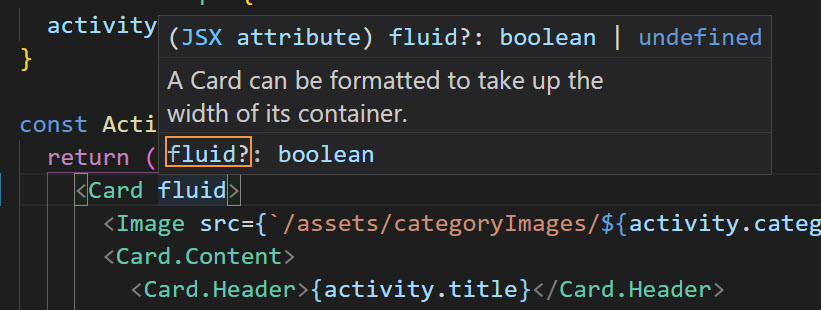 activity
(JSX attribute) fluid?: boolean | undefined
}
A Card can be formatted to take up the
width of its container.
const Acti
fluid?: boolean
return (
<Card fluid>
<Image src={`/assets/categoryImages/${activity.categ
<Card.Content>
<Card.Header>{activity.title}</Card.Header>